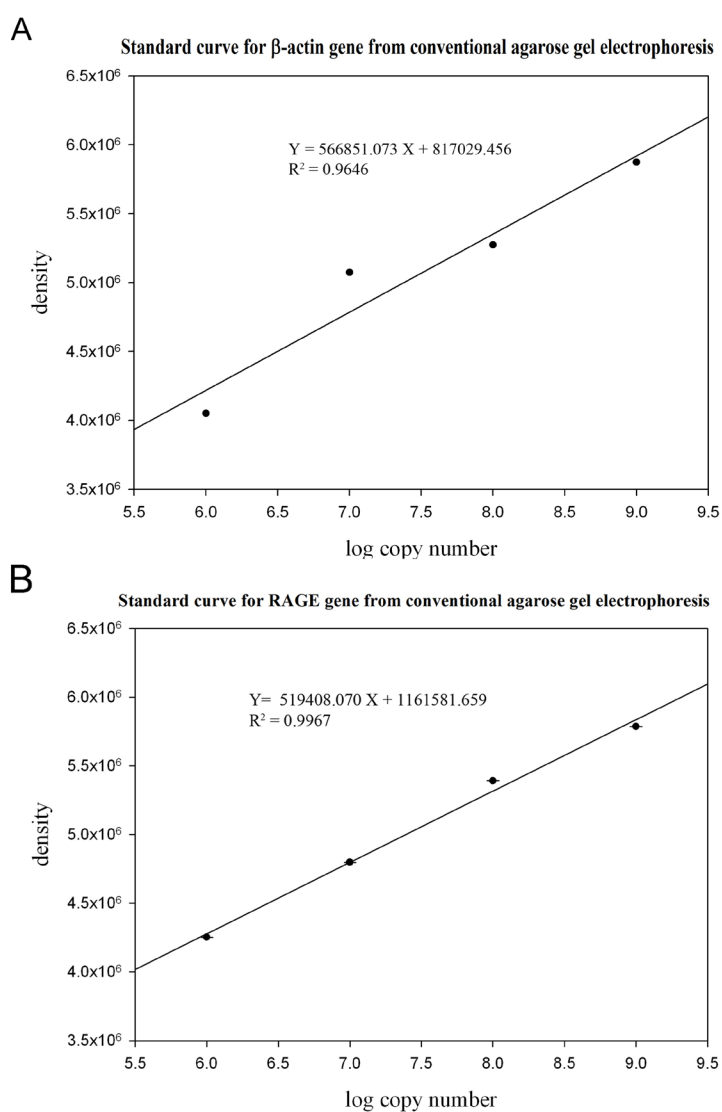 A
Standard curve for β-actin gene from conventional agarose gel electrophoresis
6.5x10⁶
6.0x10⁶
5.5x10⁶
5.0x10⁶
4.5x10⁶
4.0x10⁶
3.5x10⁶
density
Y = 566851.073 X + 817029.456
R² = 0.9646
5.5 6.0 6.5 7.0 7.5 8.0 8.5 9.0 9.5
log copy number
B
Standard curve for RAGE gene from conventional agarose gel electrophoresis
6.5x10⁶
6.0x10⁶
5.5x10⁶
5.0x10⁶
4.5x10⁶
4.0x10⁶
3.5x10⁶
density
Y=  519408.070 X + 1161581.659
R² = 0.9967
5.5 6.0 6.5 7.0 7.5 8.0 8.5 9.0 9.5
log copy number